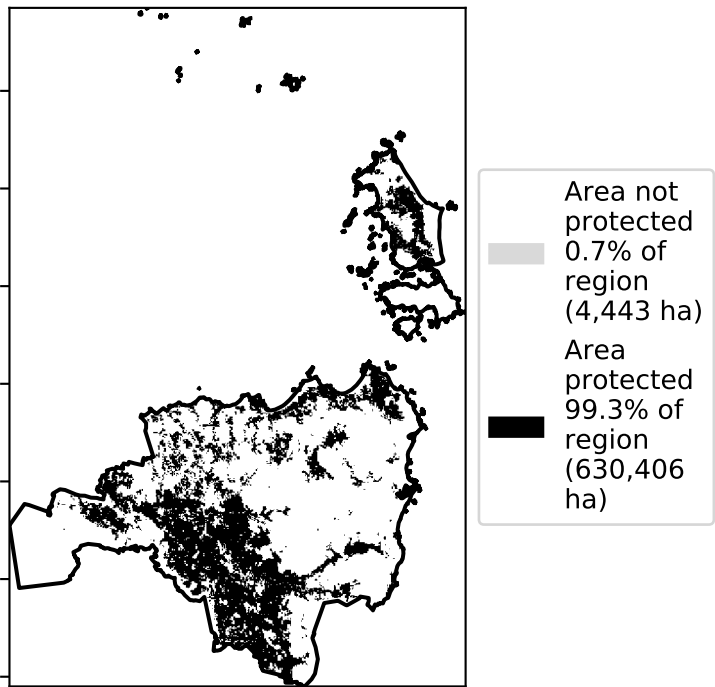 Area not
protected
0.7% of
region
(4,443 ha)
Area
protected
99.3% of
region
(630,406
ha)